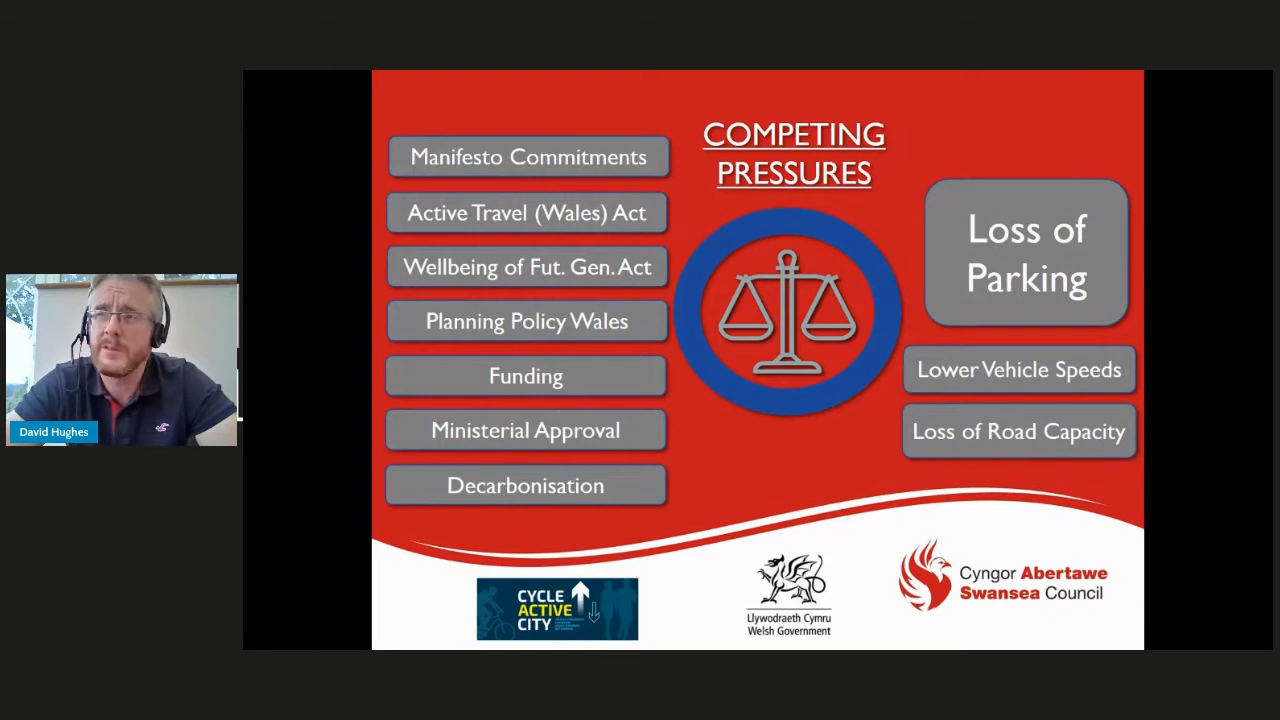 COMPETING
PRESSURES
Manifesto Commitments
Active Travel (Wales) Act
Wellbeing of Fut. Gen. Act
Planning Policy Wales
Funding
Ministerial Approval
Decarbonisation
Loss of
Parking
Lower Vehicle Speeds
Loss of Road Capacity
David Hughes
CYCLE
ACTIVE
CITY
Llywodraeth Cymru
Welsh Government
Cyngor Abertawe
Swansea Council